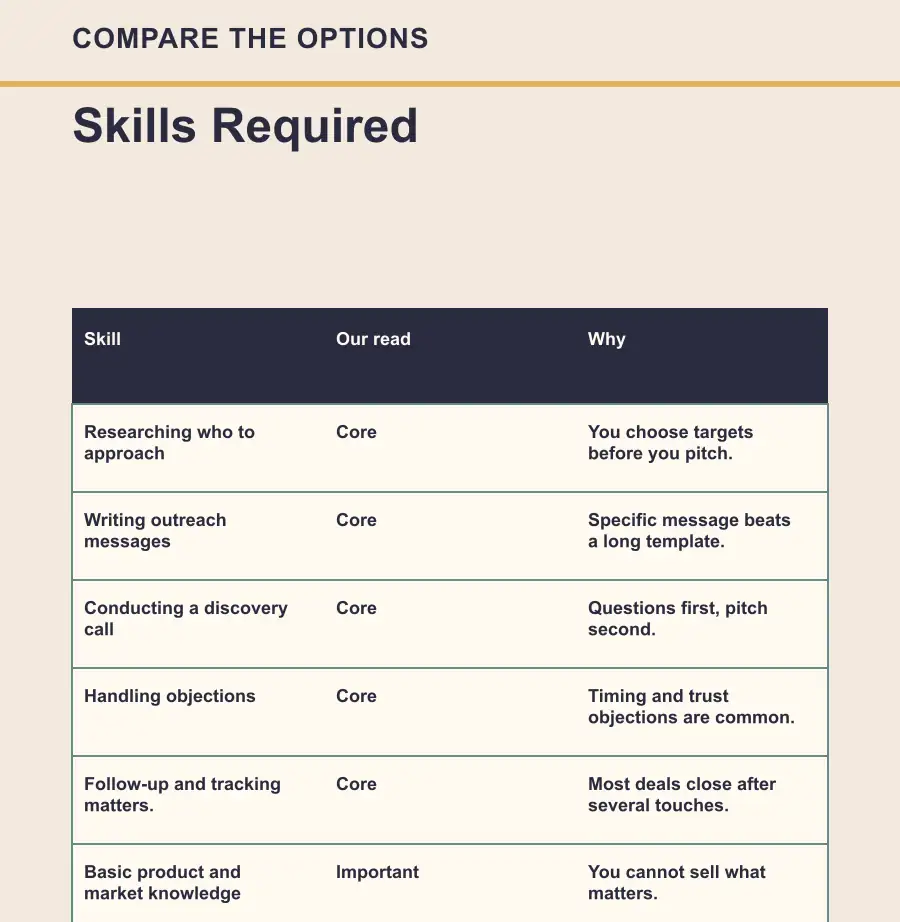 COMPARE THE OPTIONS
Skills Required
Skill Our read Why
Researching who to approach Core You choose targets before you pitch.
Writing outreach messages Core Specific message beats a long template.
Conducting a discovery call Core Questions first, pitch second.
Handling objections Core Timing and trust objections are common.
Follow-up and tracking matters. Core Most deals close after several touches.
Basic product and market knowledge Important You cannot sell what matters.